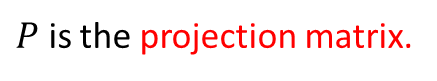 P is the projection matrix.